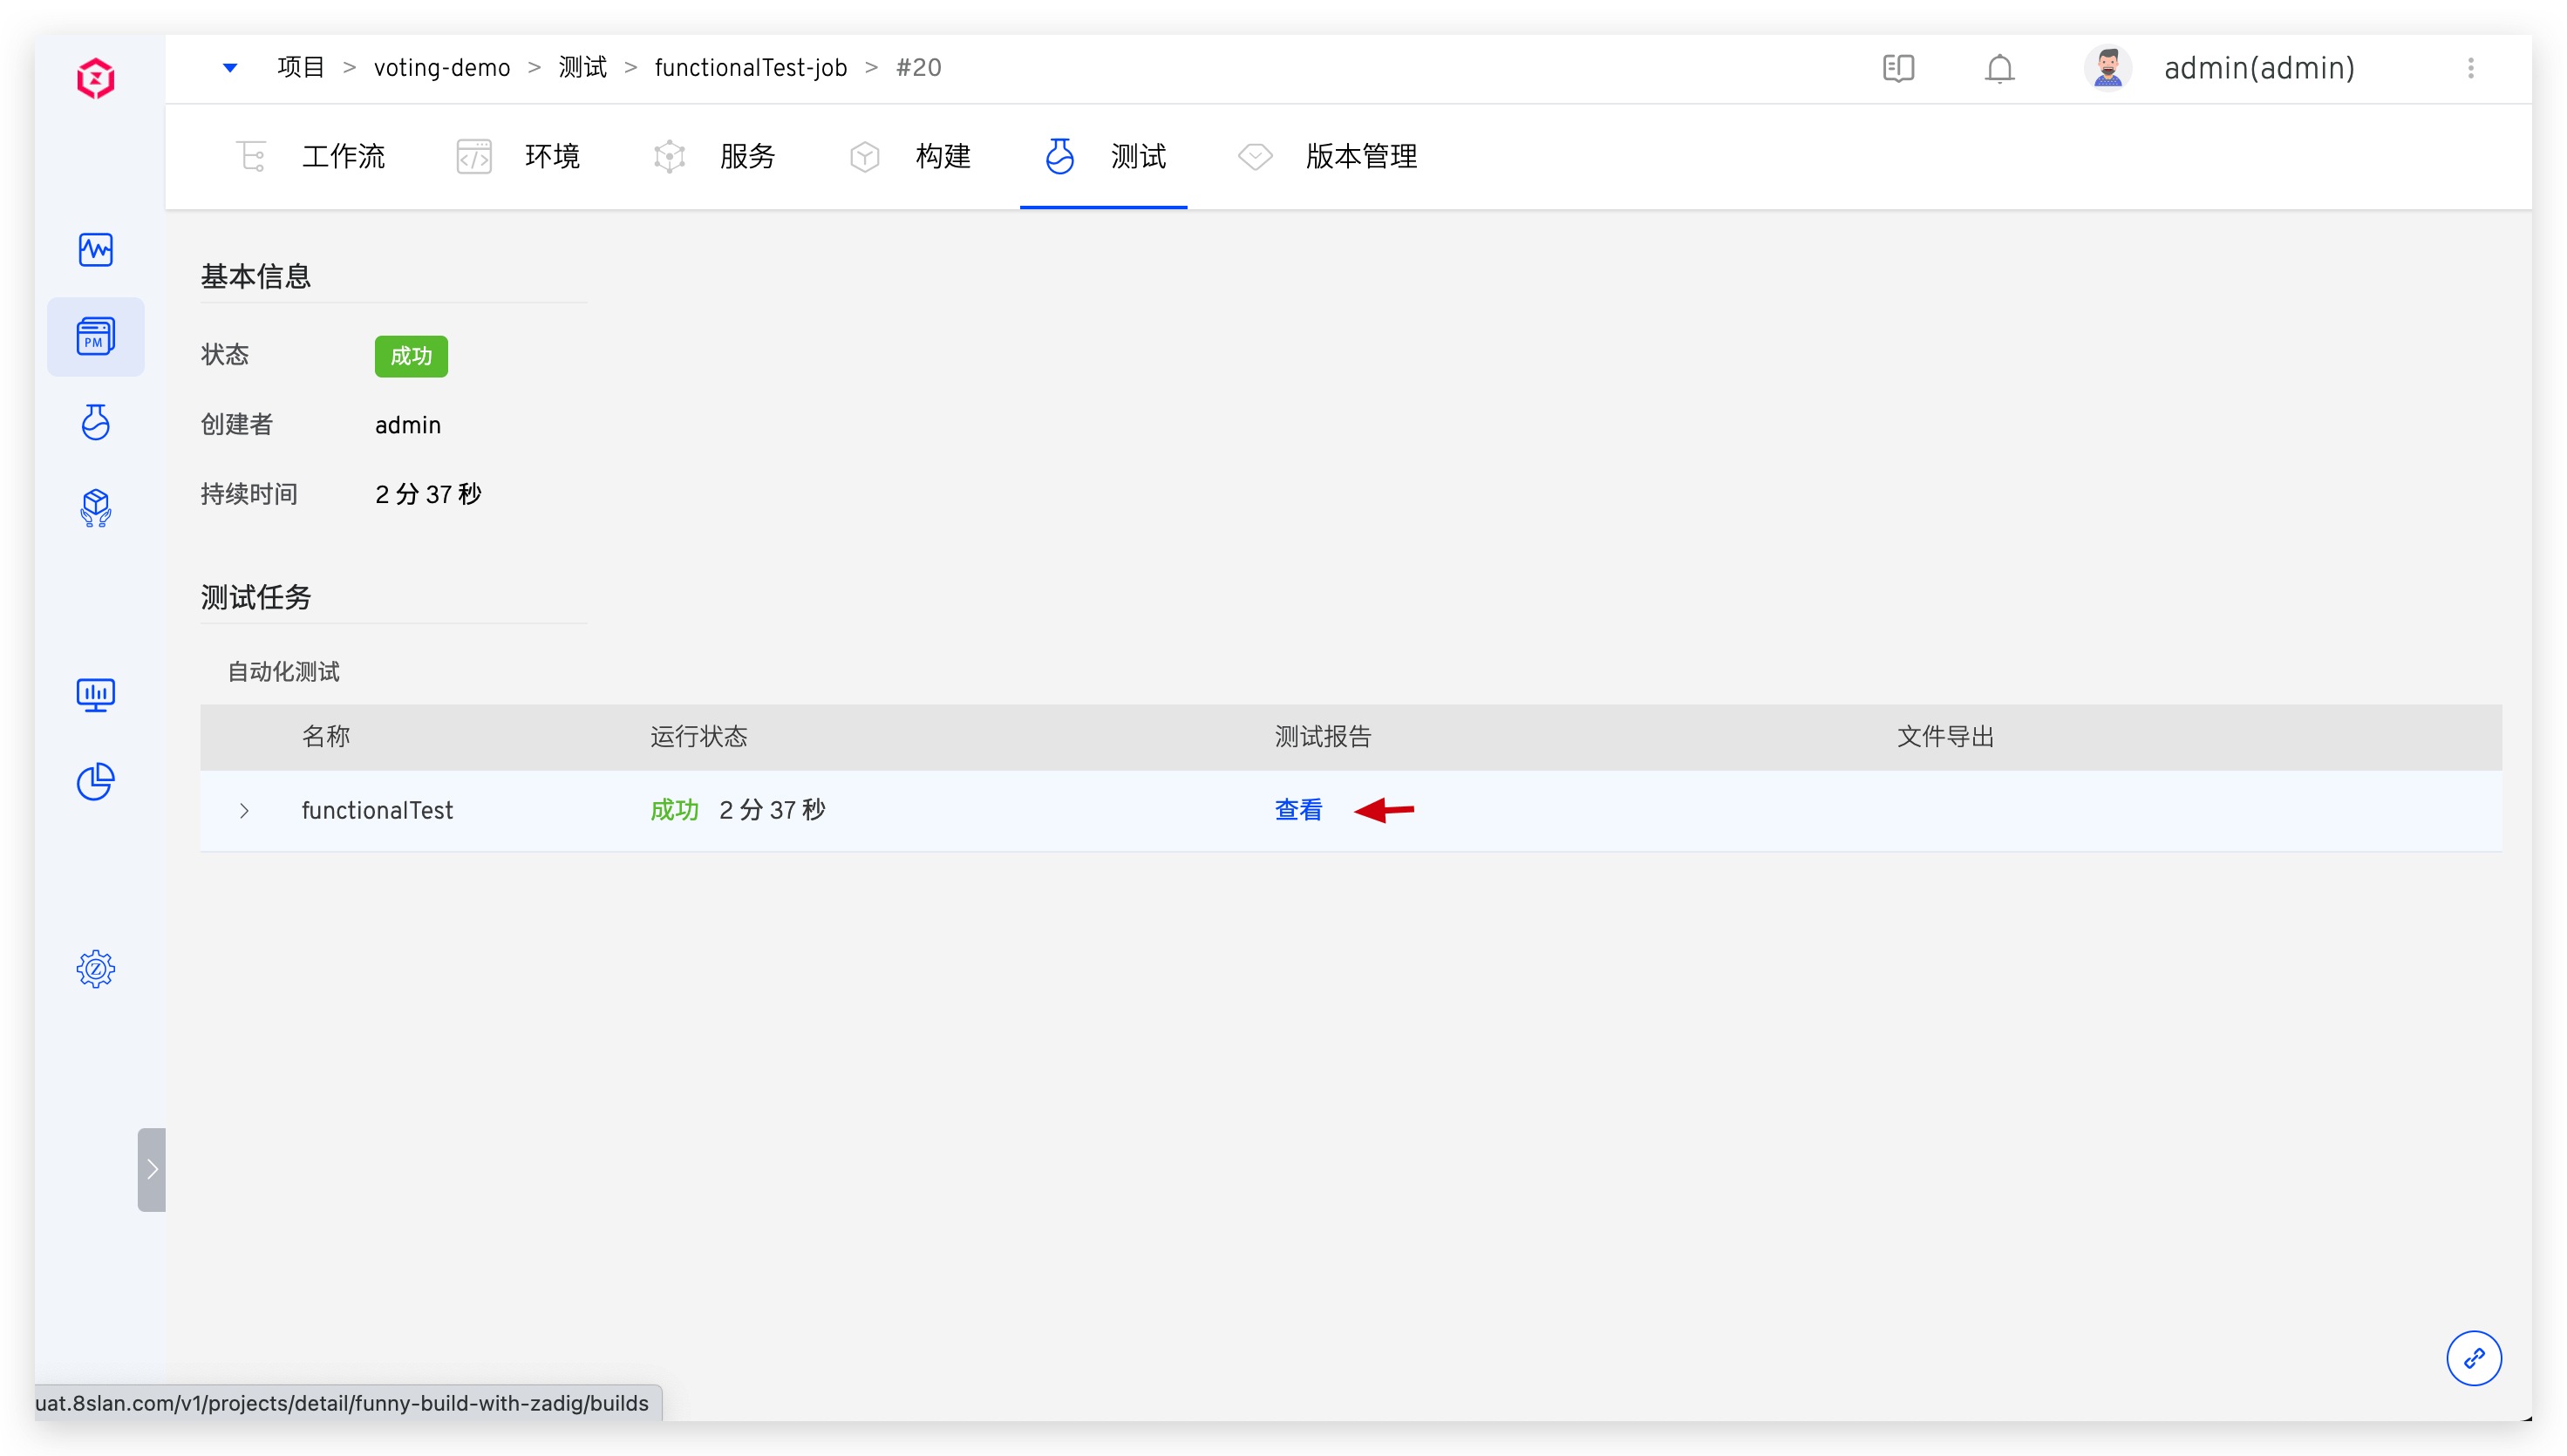 项目 > voting-demo > 测试 > functionalTest-job > #20
admin(admin)
工作流 环境 服务 构建 测试 版本管理
PM
基本信息
状态 成功
创建者 admin
持续时间 2 分 37 秒
测试任务
自动化测试
名称 运行状态 测试报告 文件导出
functionalTest 成功 2 分 37 秒 查看
uat.8slan.com/v1/projects/detail/funny-build-with-zadig/builds